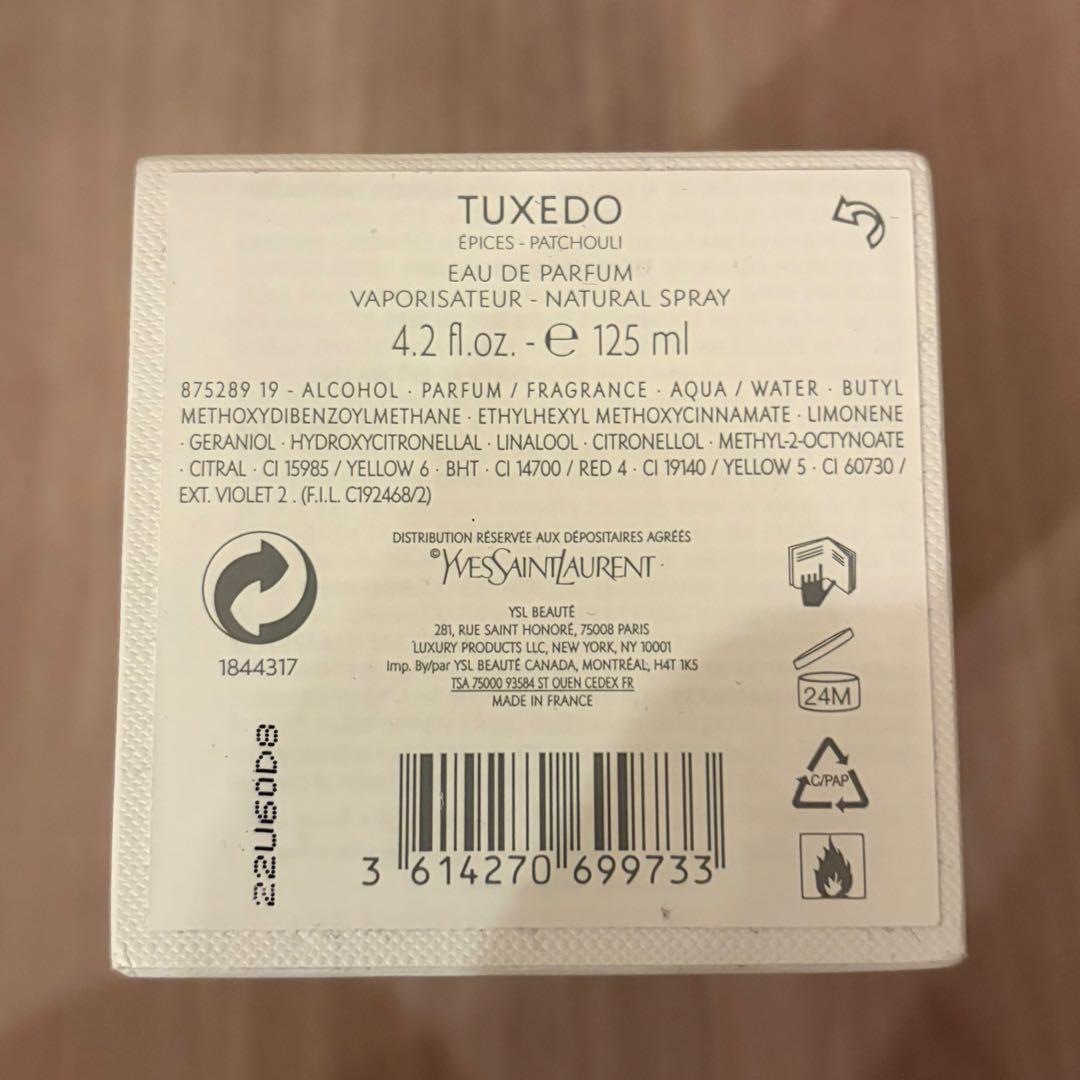 TUXEDO
ÉPICES - PATCHOULI
EAU DE PARFUM
VAPORISATEUR - NATURAL SPRAY
4.2 fl.oz. - ℮ 125 ml
875289 19 - ALCOHOL · PARFUM / FRAGRANCE · AQUA / WATER · BUTYL
METHOXYDIBENZOYLMETHANE · ETHYLHEXYL METHOXYCINNAMATE · LIMONENE
· GERANIOL · HYDROXYCITRONELLAL · LINALOOL · CITRONELLOL · METHYL-2-OCTYNOATE
· CITRAL · CI 15985 / YELLOW 6 · BHT · CI 14700 / RED 4 · CI 19140 / YELLOW 5 · CI 60730 /
EXT. VIOLET 2 . (F.I.L. C192468/2)
DISTRIBUTION RÉSERVÉE AUX DÉPOSITAIRES AGRÉÉS
©YVESSAINTLAURENT
YSL BEAUTÉ
281, RUE SAINT HONORÉ, 75008 PARIS
LUXURY PRODUCTS LLC, NEW YORK, NY 10001
Imp. By/par YSL BEAUTÉ CANADA, MONTRÉAL, H4T 1K5
TSA 75000 93584 ST OUEN CEDEX FR
MADE IN FRANCE
1844317
24M
C/PAP
22U60D8
3 614270 699733